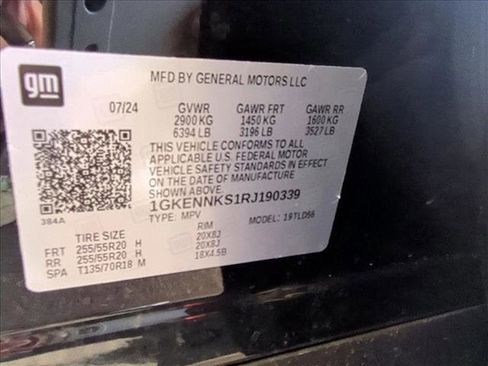 gm
MFD BY GENERAL MOTORS LLC
07/24 GVWR GAWR FRT GAWR RR
2900 KG 1450 KG 1600 KG
6394 LB 3196 LB 3527 LB
THIS VEHICLE CONFORMS TO ALL
APPLICABLE U.S. FEDERAL MOTOR
VEHICLE SAFETY STANDARDS IN EFFECT
ON THE DATE OF MANUFACTURE
SHOWN ABOVE.
1GKENNKS1RJ190339
TYPE: MPV MODEL: 19TLD56
384A
TIRE SIZE RIM
FRT 255/55R20 H 20X8J
RR 255/55R20 H 20X8J
SPA T135/70R18 M 18X4.5B